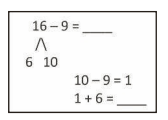 16 – 9 = ____
6 10
10 – 9 = 1
1 + 6 = ____